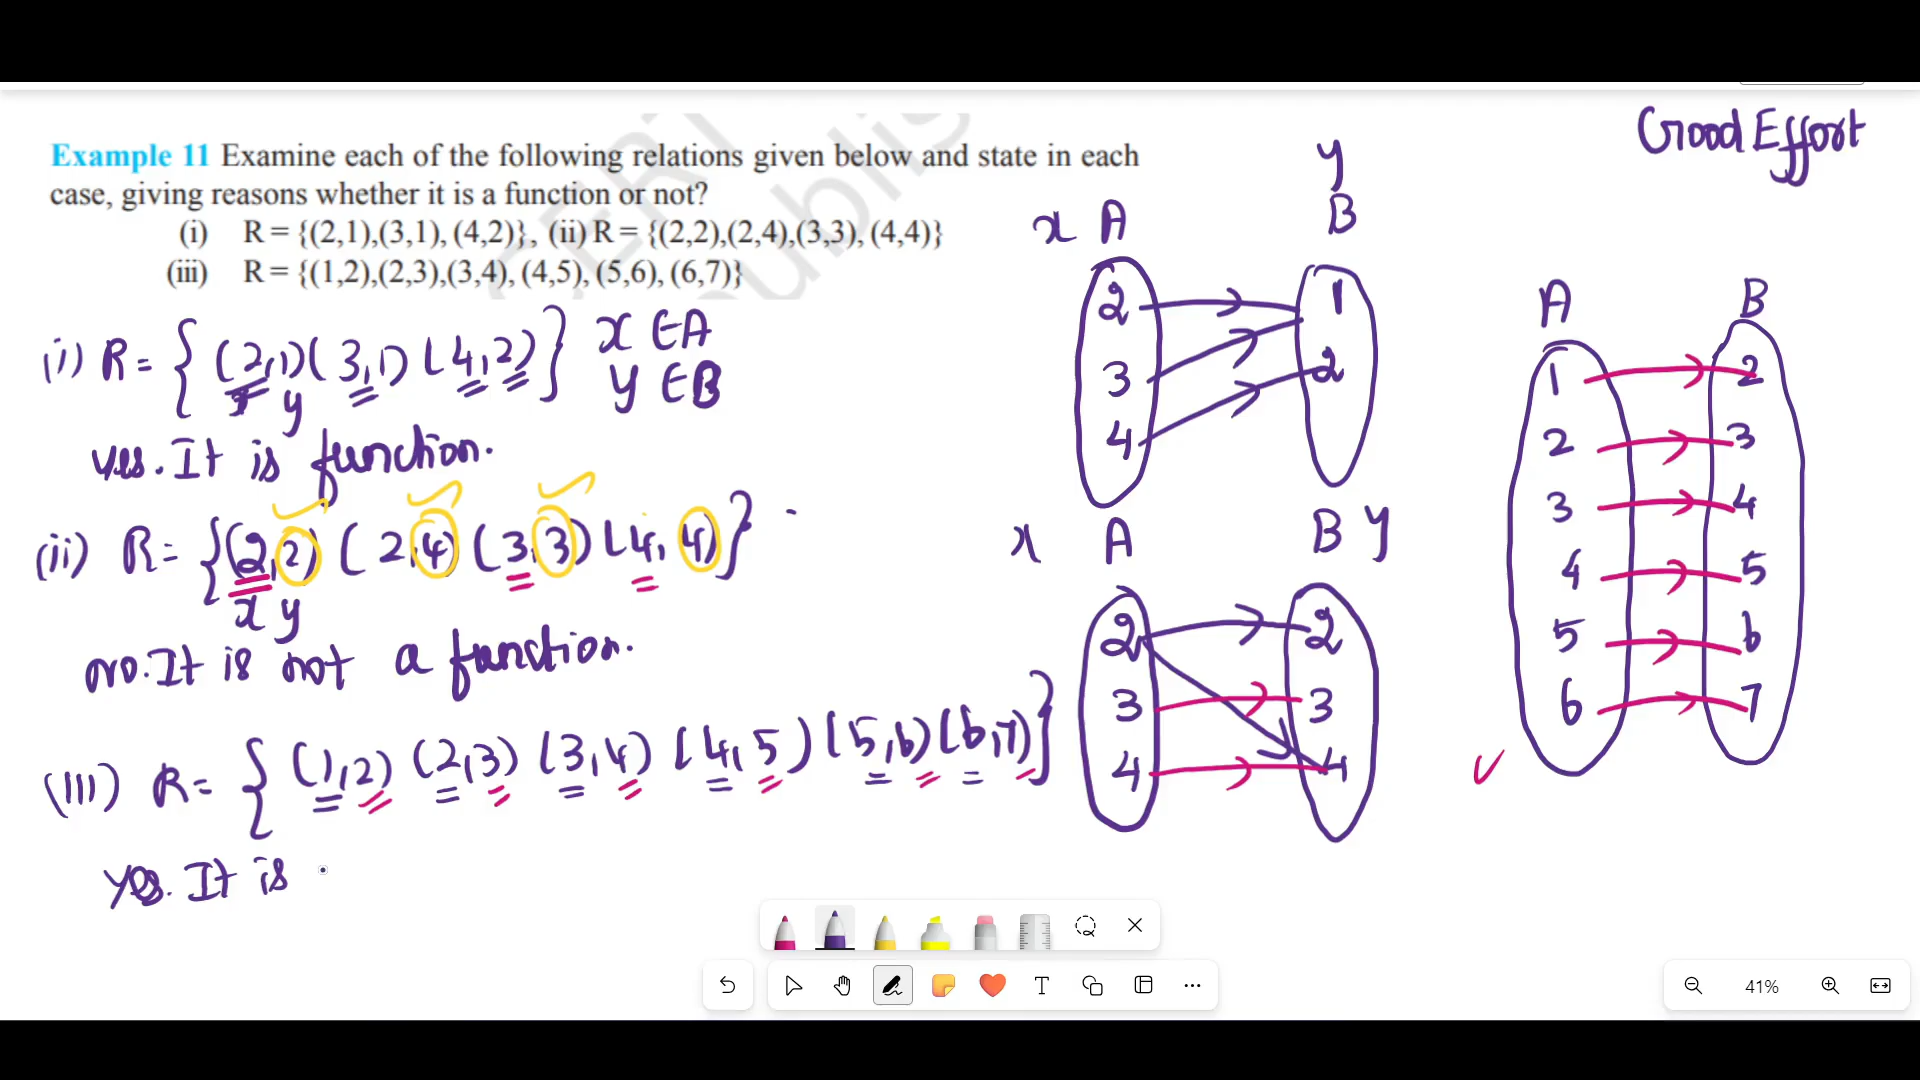 Good Effort
Example 11 Examine each of the following relations given below and state in each
case, giving reasons whether it is a function or not?
(i) R = {(2,1),(3,1), (4,2)}, (ii) R = {(2,2),(2,4),(3,3), (4,4)}
(iii) R = {(1,2),(2,3),(3,4), (4,5), (5,6), (6,7)}
(i) R = { (2,1) ( 3,1) (4,2) } x ∈ A
x y y ∈ B
yes. It is function.
(ii) R = {(2,2) ( 2,4) ( 3,3) (4, 4)}
x y
no. It is not a function.
(iii) R = { (1,2) (2,3) (3,4) (4,5) (5,6) (6,7) }
yes. It is
y
x A B
2 1
3 2
4
x A B y
2 2
3 3
4 4
A B
1 2
2 3
3 4
4 5
5 6
6 7
41%